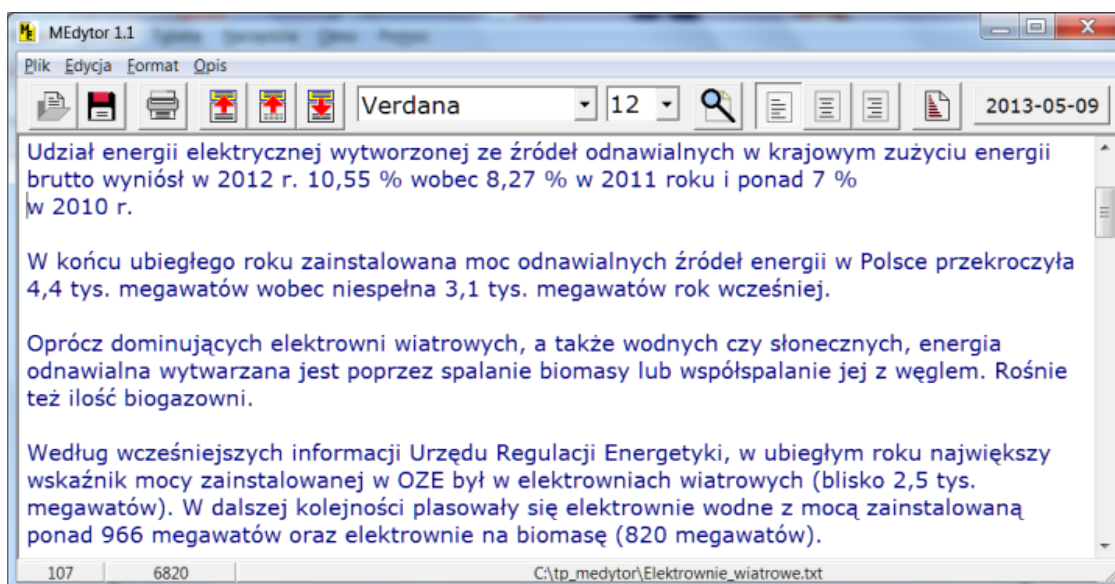 MEdytor 1.1
Plik Edycja Format Opis
Verdana 12 2013-05-09
Udział energii elektrycznej wytworzonej ze źródeł odnawialnych w krajowym zużyciu energii
brutto wyniósł w 2012 r. 10,55 % wobec 8,27 % w 2011 roku i ponad 7 %
w 2010 r.
W końcu ubiegłego roku zainstalowana moc odnawialnych źródeł energii w Polsce przekroczyła
4,4 tys. megawatów wobec niespełna 3,1 tys. megawatów rok wcześniej.
Oprócz dominujących elektrowni wiatrowych, a także wodnych czy słonecznych, energia
odnawialna wytwarzana jest poprzez spalanie biomasy lub współspalanie jej z węglem. Rośnie
też ilość biogazowni.
Według wcześniejszych informacji Urzędu Regulacji Energetyki, w ubiegłym roku największy
wskaźnik mocy zainstalowanej w OZE był w elektrowniach wiatrowych (blisko 2,5 tys.
megawatów). W dalszej kolejności plasowały się elektrownie wodne z mocą zainstalowaną
ponad 966 megawatów oraz elektrownie na biomasę (820 megawatów).
107 6820 C:\tp_medytor\Elektrownie_wiatrowe.txt